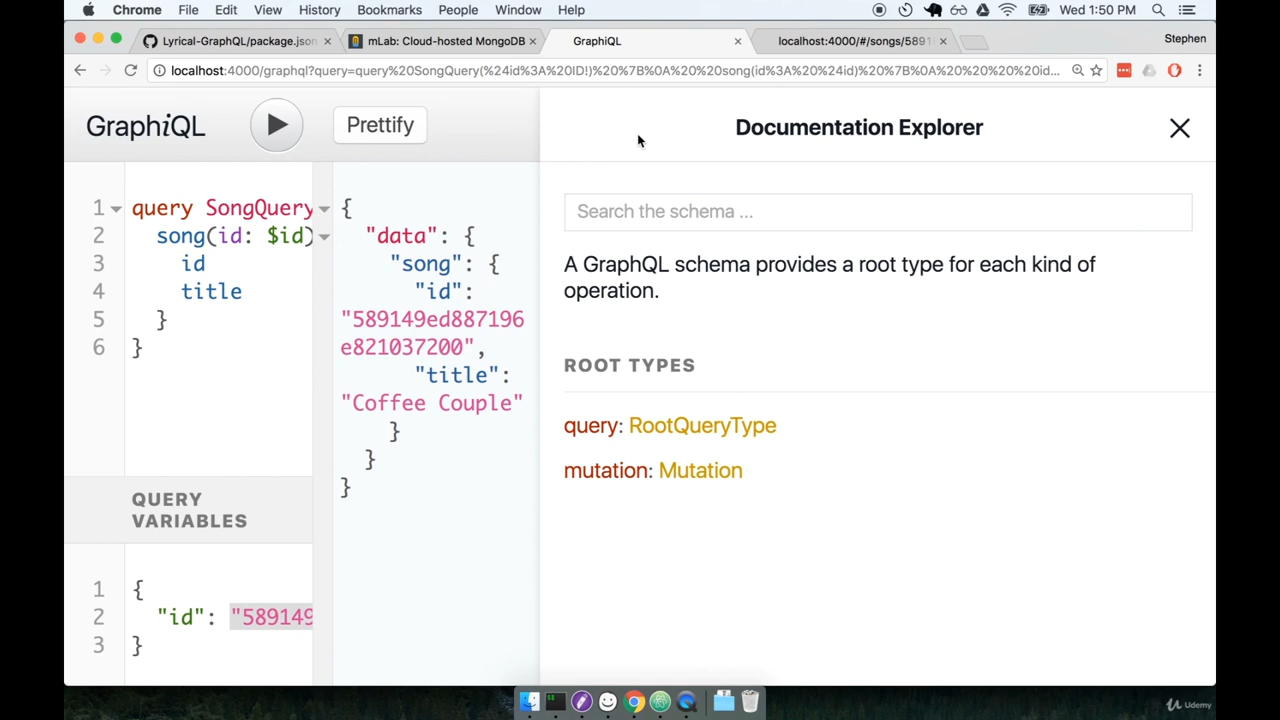 Chrome File Edit View History Bookmarks People Window Help Wed 1:50 PM
Lyrical-GraphQL/package.json mLab: Cloud-hosted MongoDB GraphiQL localhost:4000/#/songs/5891 Stephen
localhost:4000/graphql?query=query%20SongQuery(%24id%3A%20ID!)%20%7B%0A%20%20song(id%3A%20%24id)%20%7B%0A%20%20%20%20id...
GraphiQL Prettify Documentation Explorer
1 query SongQuery
2 song(id: $id)
3 id
4 title
5 }
6 }
QUERY
VARIABLES
1 {
2 "id": "589149
3 }
{
"data": {
"song": {
"id":
"589149ed887196
e821037200",
"title":
"Coffee Couple"
}
}
}
Search the schema ...
A GraphQL schema provides a root type for each kind of
operation.
ROOT TYPES
query: RootQueryType
mutation: Mutation
Udemy